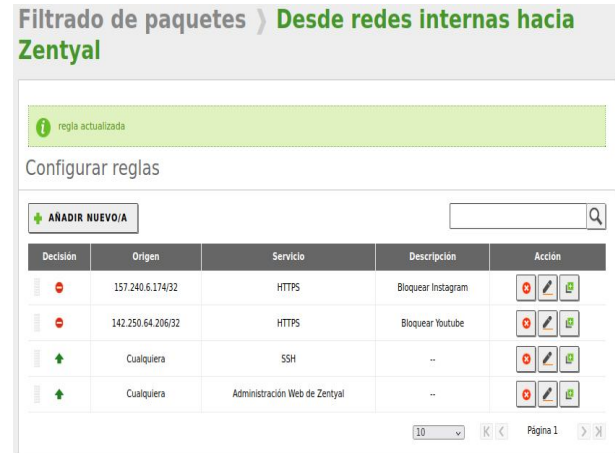 Filtrado de paquetes ⟩ Desde redes internas hacia
Zentyal
regla actualizada
Configurar reglas
AÑADIR NUEVO/A
Decisión Origen Servicio Descripción Acción
157.240.6.174/32 HTTPS Bloquear Instagram
142.250.64.206/32 HTTPS Bloquear Youtube
Cualquiera SSH --
Cualquiera Administración Web de Zentyal --
10 Página 1